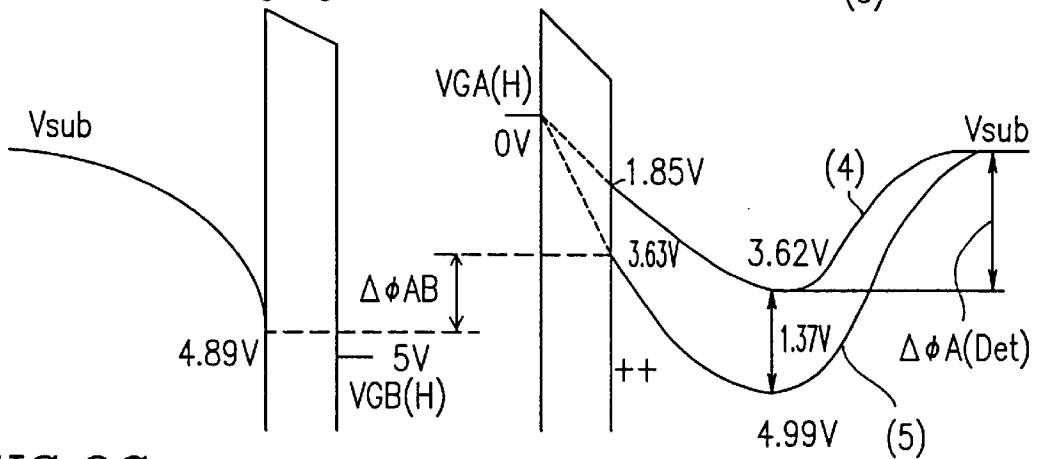 Vsub
4.89V
ΔφAB
5V
VGB(H)
VGA(H)
0V
1.85V
3.63V
++
3.62V
1.37V
4.99V
(4)
(5)
Vsub
ΔφA(Det)